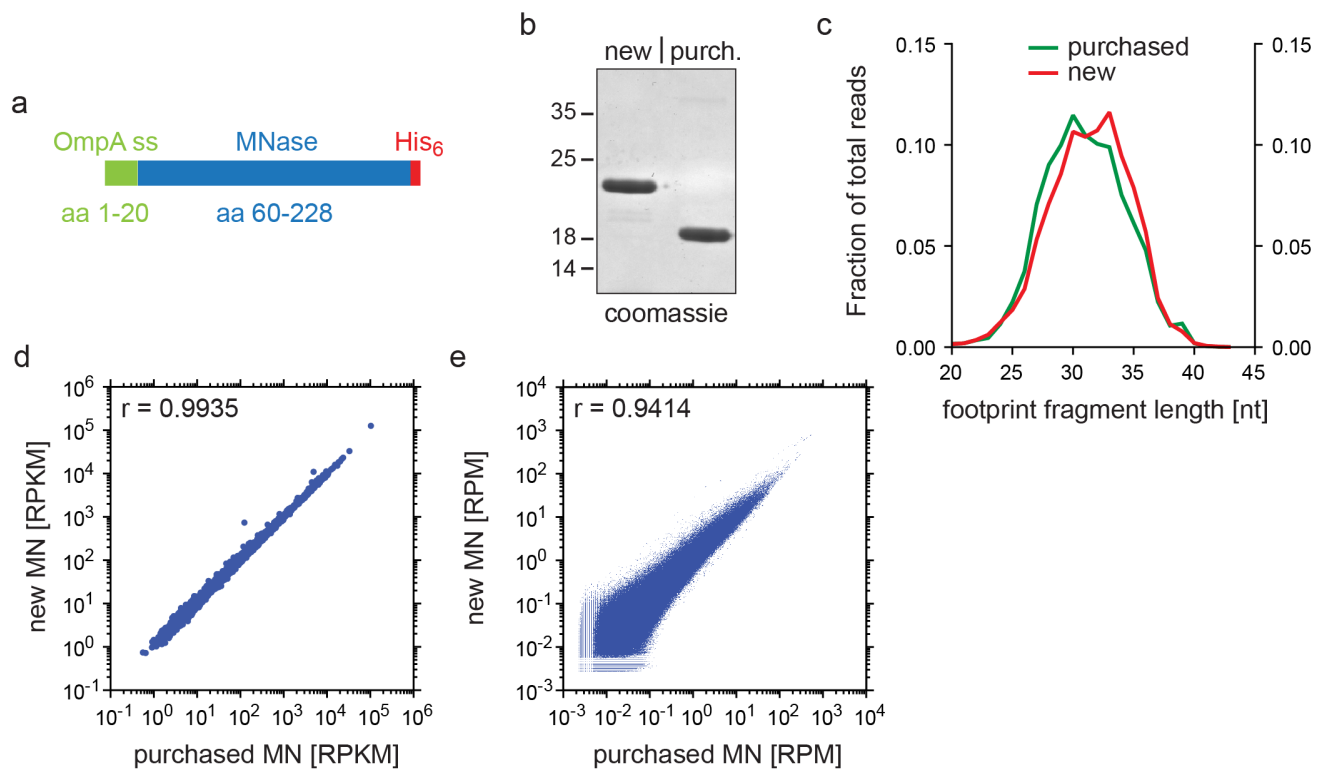 a
OmpA ss
MNase
His6
aa 1-20
aa 60-228
b
new | purch.
35
25
18
14
coomassie
c
purchased
new
0.15
0.10
0.05
0.00
0.15
0.10
0.05
0.00
Fraction of total reads
20 25 30 35 40 45
footprint fragment length [nt]
d
r = 0.9935
10^6
10^5
10^4
10^3
10^2
10^1
10^0
10^-1
new MN [RPKM]
10^-1 10^0 10^1 10^2 10^3 10^4 10^5 10^6
purchased MN [RPKM]
e
r = 0.9414
10^4
10^3
10^2
10^1
10^0
10^-1
10^-2
10^-3
new MN [RPM]
10^-3 10^-2 10^-1 10^0 10^1 10^2 10^3 10^4
purchased MN [RPM]